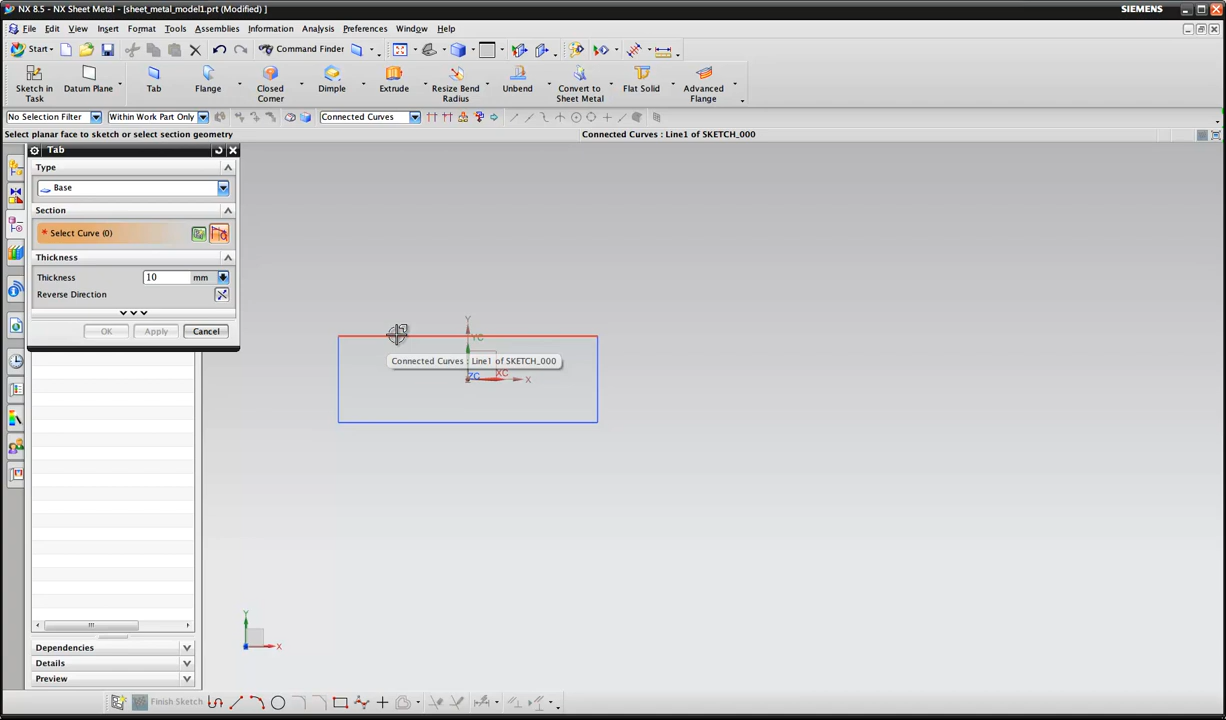 NX 8.5 - NX Sheet Metal - [sheet_metal_model1.prt (Modified) ]
SIEMENS
File Edit View Insert Format Tools Assemblies Information Analysis Preferences Window Help
Start
Command Finder
Sketch in Task
Datum Plane
Tab
Flange
Closed Corner
Dimple
Extrude
Resize Bend Radius
Unbend
Convert to Sheet Metal
Flat Solid
Advanced Flange
No Selection Filter
Within Work Part Only
Connected Curves
Select planar face to sketch or select section geometry
Connected Curves : Line1 of SKETCH_000
Tab
Type
Base
Section
* Select Curve (0)
Thickness
Thickness 10 mm
Reverse Direction
OK Apply Cancel
Y
YC
Connected Curves : Line1 of SKETCH_000
ZC XC X
Y
X
Dependencies
Details
Preview
Finish Sketch